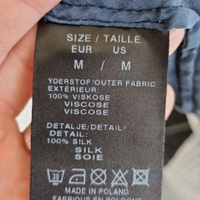 SIZE / TAILLE
EUR US
M / M
YDERSTOF/OUTER FABRIC
EXTÉRIEUR
100% VISKOSE
VISCOSE
VISCOSE
DETALJE/DETAIL/
DETAIL:
100% SILK
SILK
SOIE
MADE IN POLAND